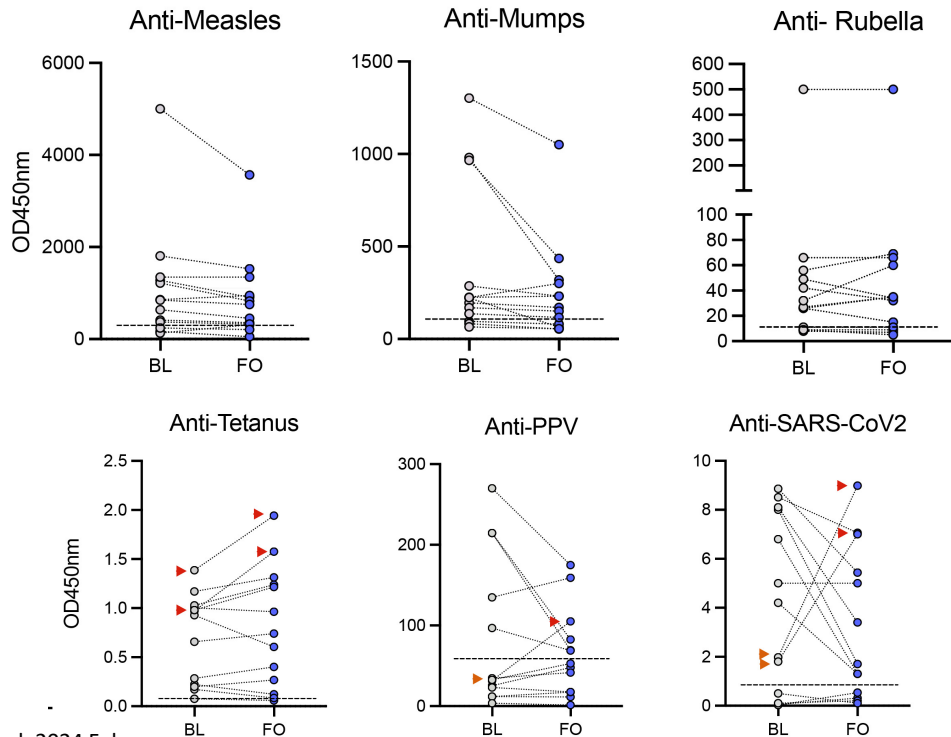 Anti-Measles
Anti-Mumps
Anti- Rubella
OD450nm
6000
4000
2000
0
BL
FO
1500
1000
500
0
BL
FO
600
500
400
300
200
100
80
60
40
20
0
BL
FO
Anti-Tetanus
Anti-PPV
Anti-SARS-CoV2
OD450nm
2.5
2.0
1.5
1.0
0.5
0.0
BL
FO
300
200
100
0
BL
FO
10
8
6
4
2
0
BL
FO